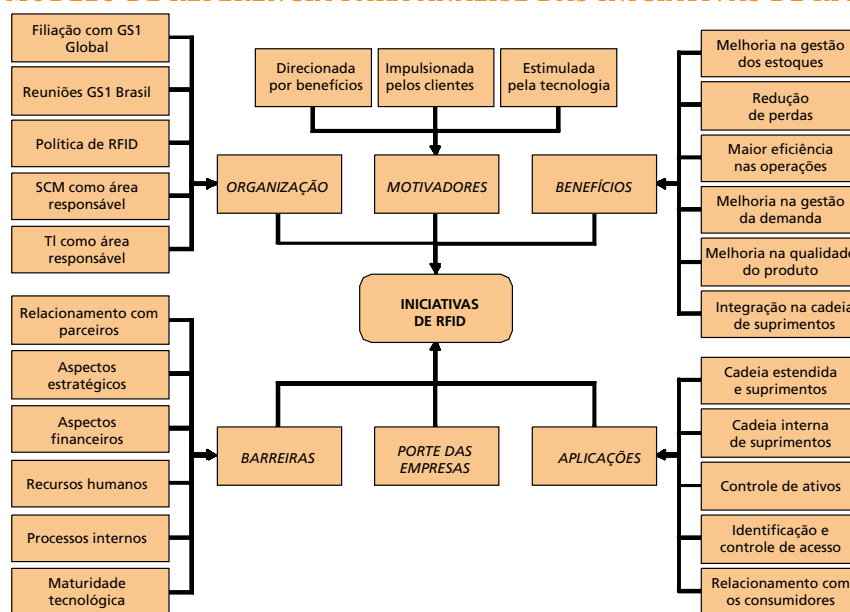 Filiação com GS1
Global
Reuniões GS1 Brasil
Política de RFID
SCM como área
responsável
TI como área
responsável
Direcionada
por benefícios
Impulsionada
pelos clientes
Estimulada
pela tecnologia
Melhoria na gestão
dos estoques
Redução
de perdas
Maior eficiência
nas operações
Melhoria na gestão
da demanda
Melhoria na qualidade
do produto
Integração na cadeia
de suprimentos
ORGANIZAÇÃO
MOTIVADORES
BENEFÍCIOS
INICIATIVAS
DE RFID
Relacionamento com
parceiros
Aspectos
estratégicos
Aspectos
financeiros
Recursos humanos
Processos internos
Maturidade
tecnológica
BARREIRAS
PORTE DAS
EMPRESAS
APLICAÇÕES
Cadeia estendida
e suprimentos
Cadeia interna
de suprimentos
Controle de ativos
Identificação e
controle de acesso
Relacionamento com
os consumidores